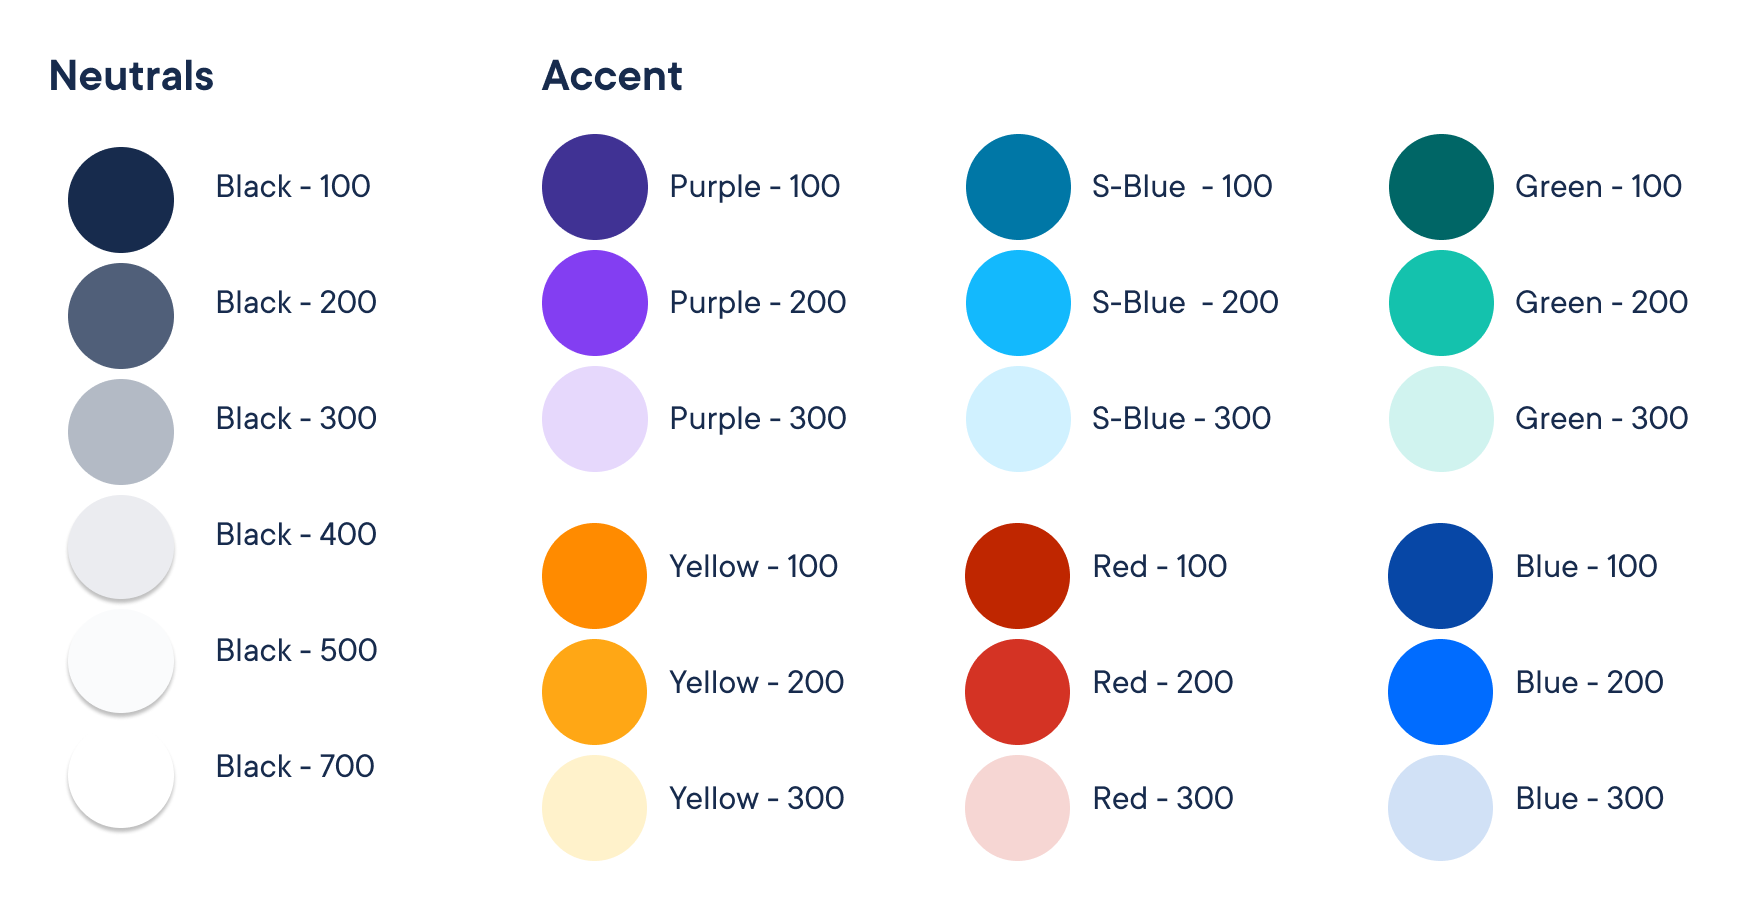 Neutrals
Black - 100
Black - 200
Black - 300
Black - 400
Black - 500
Black - 700
Accent
Purple - 100
Purple - 200
Purple - 300
S-Blue  - 100
S-Blue  - 200
S-Blue - 300
Green - 100
Green - 200
Green - 300
Yellow - 100
Yellow - 200
Yellow - 300
Red - 100
Red - 200
Red - 300
Blue - 100
Blue - 200
Blue - 300